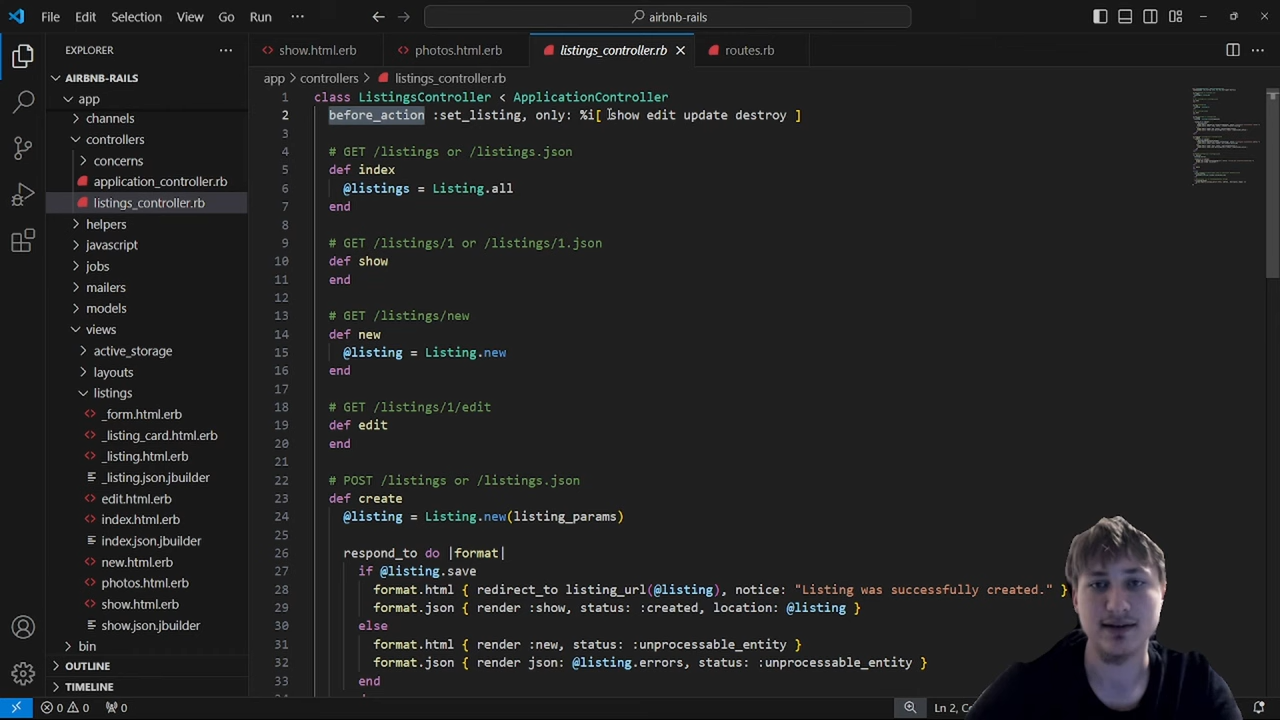 File Edit Selection View Go Run ··· airbnb-rails
EXPLORER ···
show.html.erb photos.html.erb listings_controller.rb routes.rb ···
AIRBNB-RAILS
app > controllers > listings_controller.rb
app
channels
controllers
concerns
application_controller.rb
listings_controller.rb
helpers
javascript
jobs
mailers
models
views
active_storage
layouts
listings
_form.html.erb
_listing_card.html.erb
_listing.html.erb
_listing.json.jbuilder
edit.html.erb
index.html.erb
index.json.jbuilder
new.html.erb
photos.html.erb
show.html.erb
show.json.jbuilder
bin
OUTLINE
TIMELINE
1 class ListingsController < ApplicationController
2 before_action :set_listing, only: %i[ show edit update destroy ]
3
4 # GET /listings or /listings.json
5 def index
6 @listings = Listing.all
7 end
8
9 # GET /listings/1 or /listings/1.json
10 def show
11 end
12
13 # GET /listings/new
14 def new
15 @listing = Listing.new
16 end
17
18 # GET /listings/1/edit
19 def edit
20 end
21
22 # POST /listings or /listings.json
23 def create
24 @listing = Listing.new(listing_params)
25
26 respond_to do |format|
27 if @listing.save
28 format.html { redirect_to listing_url(@listing), notice: "Listing was successfully created." }
29 format.json { render :show, status: :created, location: @listing }
30 else
31 format.html { render :new, status: :unprocessable_entity }
32 format.json { render json: @listing.errors, status: :unprocessable_entity }
33 end
0 0 0 Ln 2,